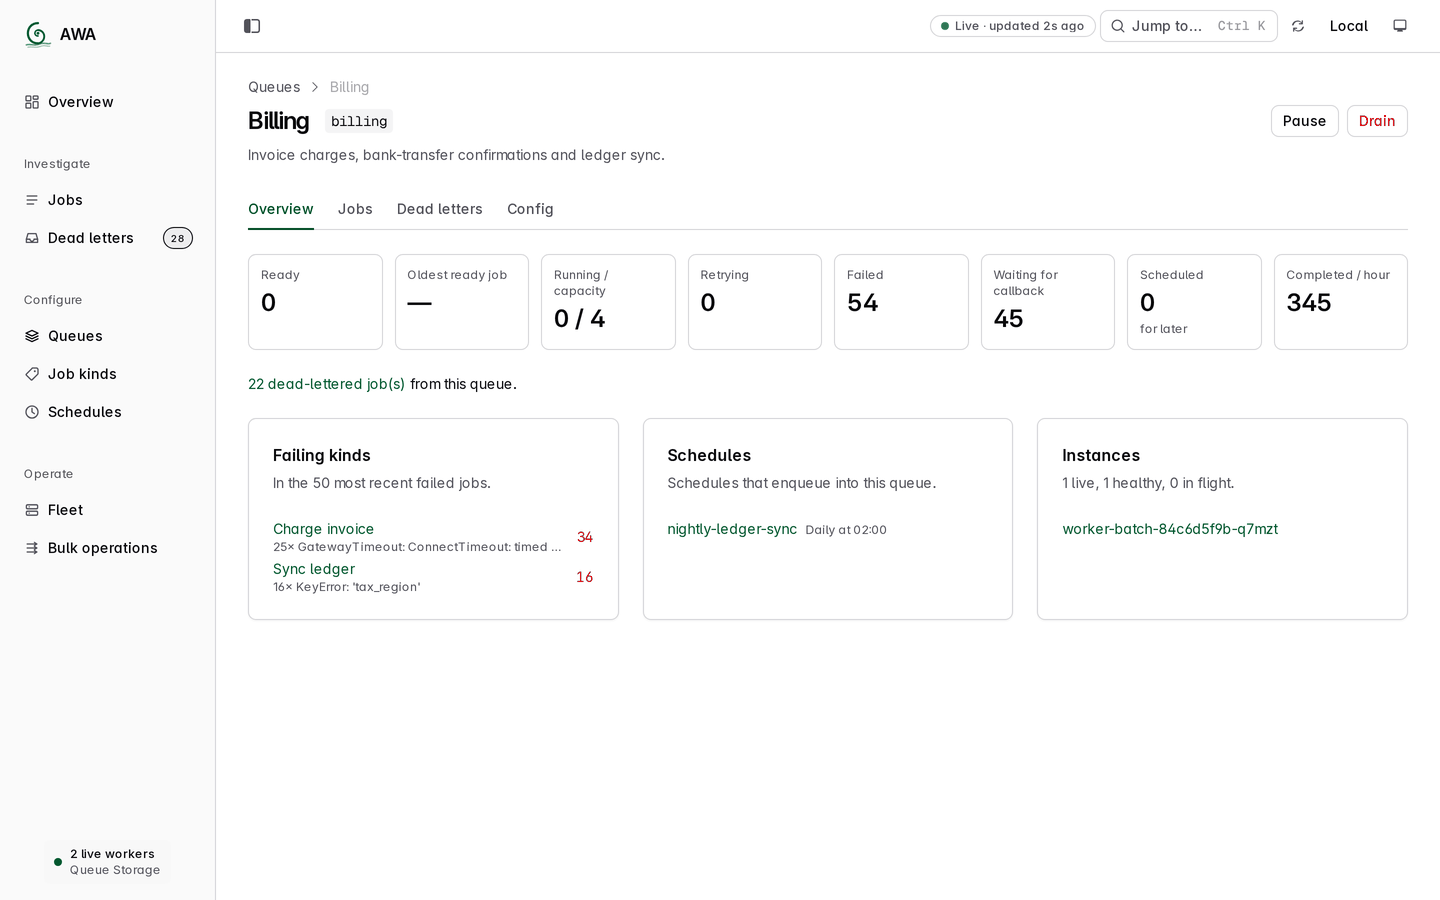 AWA
Overview
Investigate
Jobs
Dead letters
28
Configure
Queues
Job kinds
Schedules
Operate
Fleet
Bulk operations
2 live workers
Queue Storage
Live · updated 2s ago
Jump to...
Ctrl K
Local
Queues
Billing
Billing
billing
Pause
Drain
Invoice charges, bank-transfer confirmations and ledger sync.
Overview
Jobs
Dead letters
Config
Ready
0
Oldest ready job
—
Running /
capacity
0 / 4
Retrying
0
Failed
54
Waiting for
callback
45
Scheduled
0
for later
Completed / hour
345
22 dead-lettered job(s) from this queue.
Failing kinds
In the 50 most recent failed jobs.
Charge invoice
25× GatewayTimeout: ConnectTimeout: timed ...
34
Sync ledger
16× KeyError: 'tax_region'
16
Schedules
Schedules that enqueue into this queue.
nightly-ledger-sync Daily at 02:00
Instances
1 live, 1 healthy, 0 in flight.
worker-batch-84c6d5f9b-q7mzt